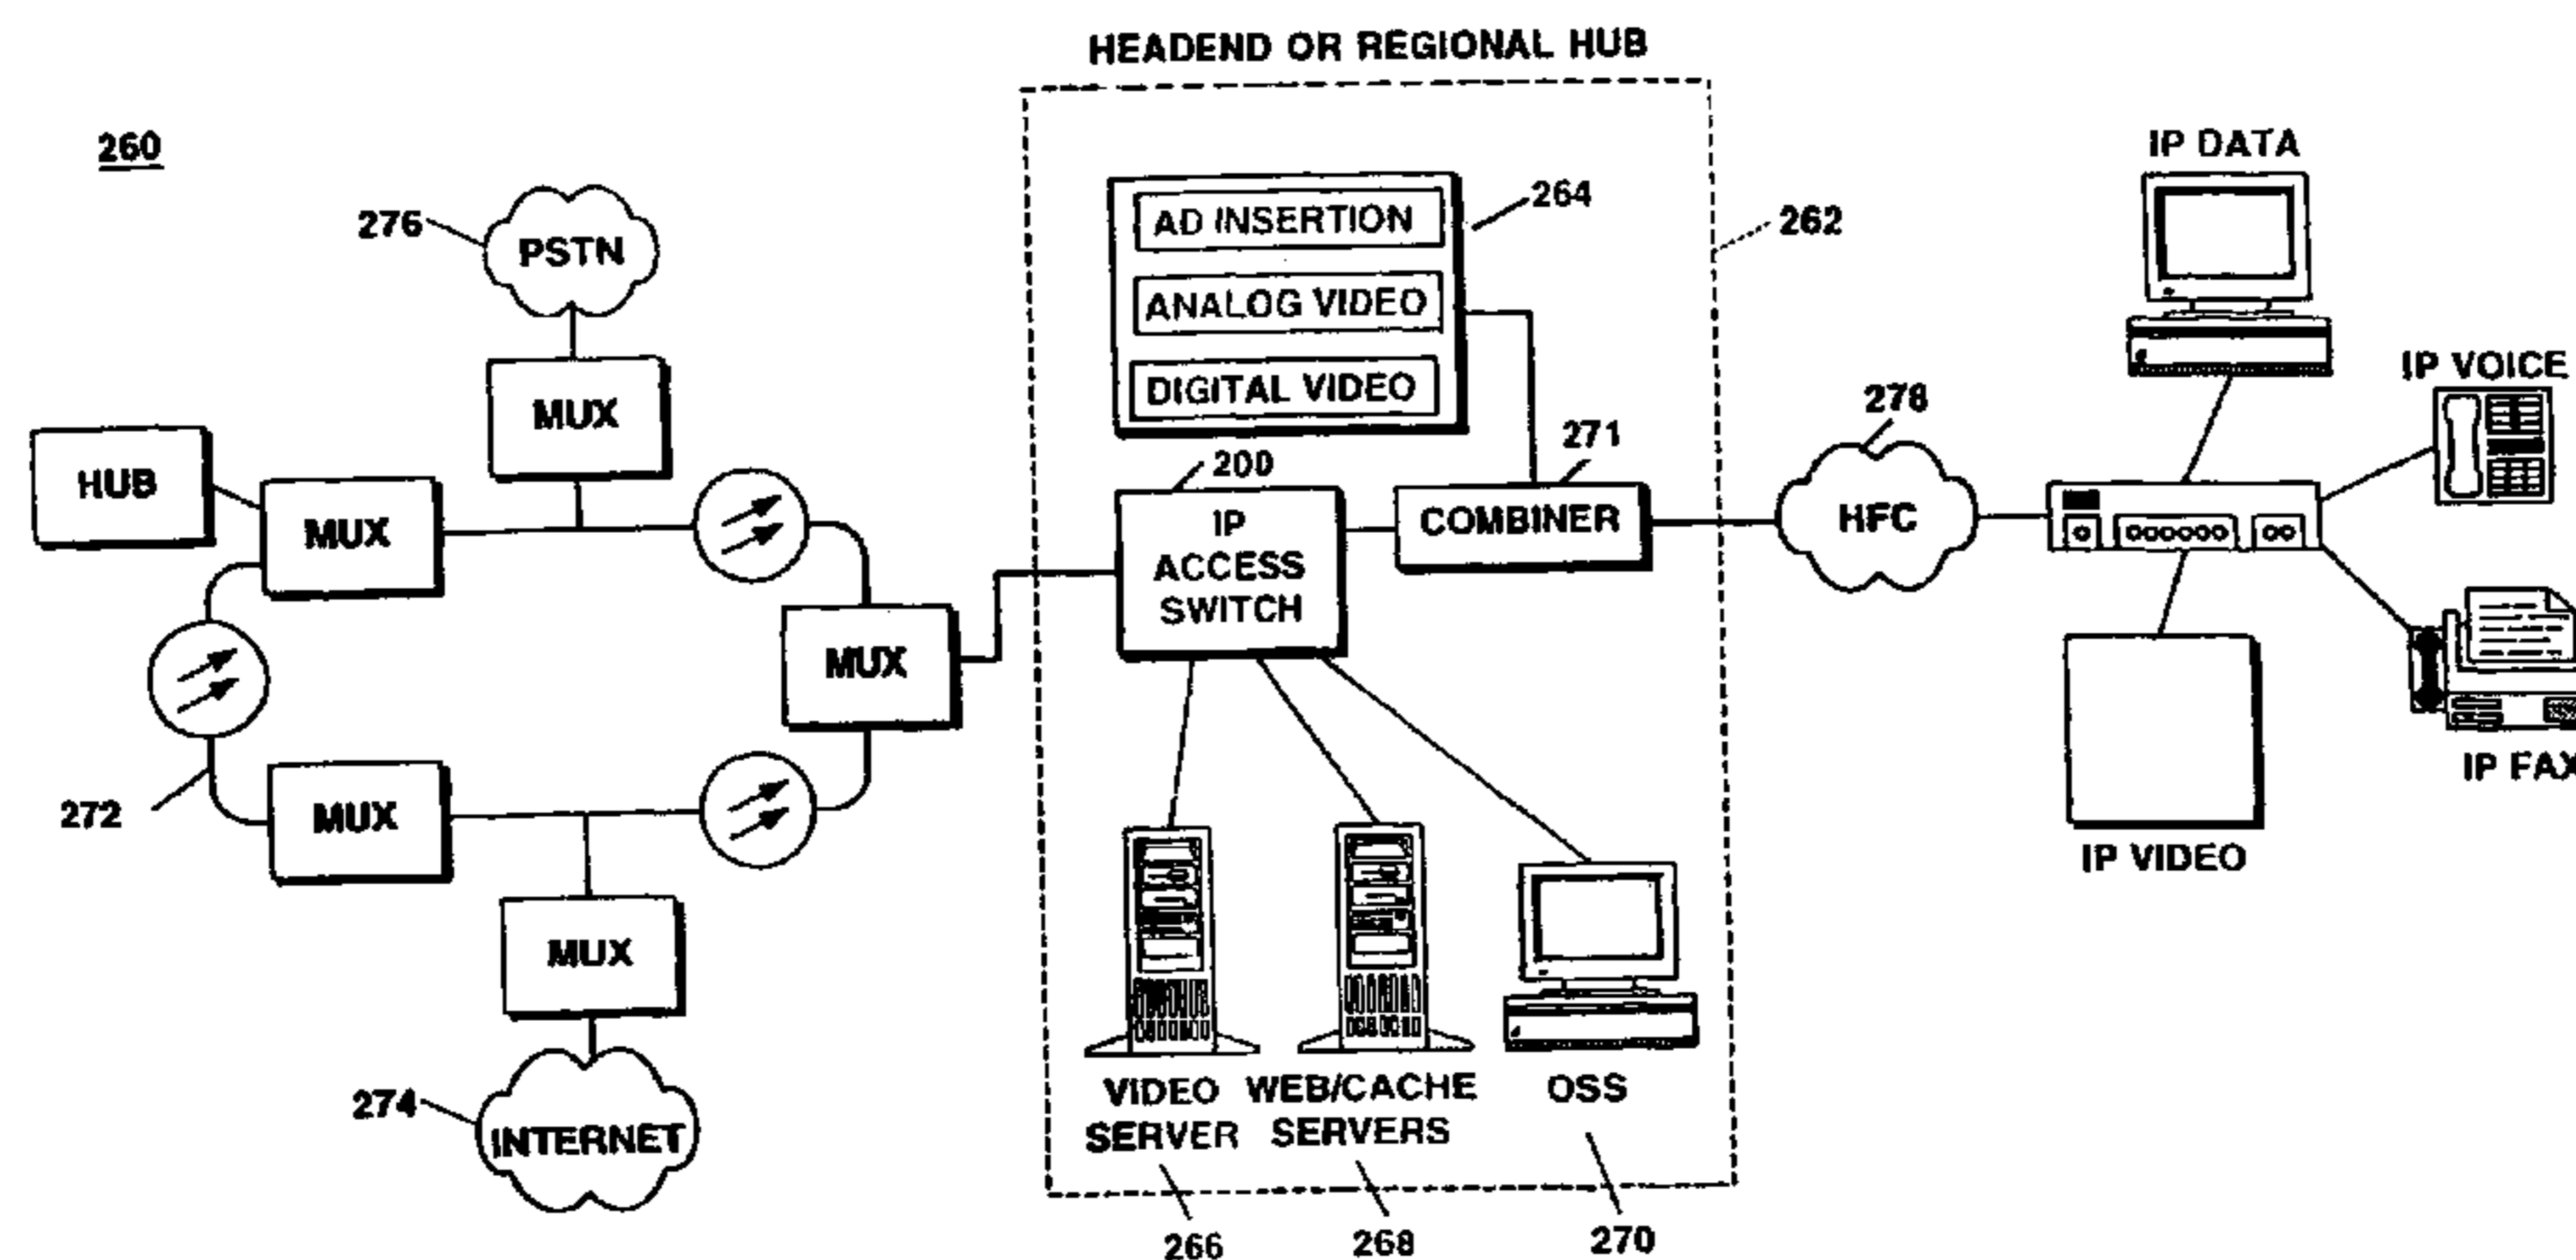 HEADEND OR REGIONAL HUB
260
276
PSTN
MUX
HUB
MUX
MUX
272
MUX
MUX
274
INTERNET
AD INSERTION
ANALOG VIDEO
DIGITAL VIDEO
264
262
200
IP
ACCESS
SWITCH
271
COMBINER
VIDEO
SERVER
WEB/CACHE
SERVERS
OSS
266
268
270
278
HFC
IP DATA
IP VOICE
IP FAX
IP VIDEO